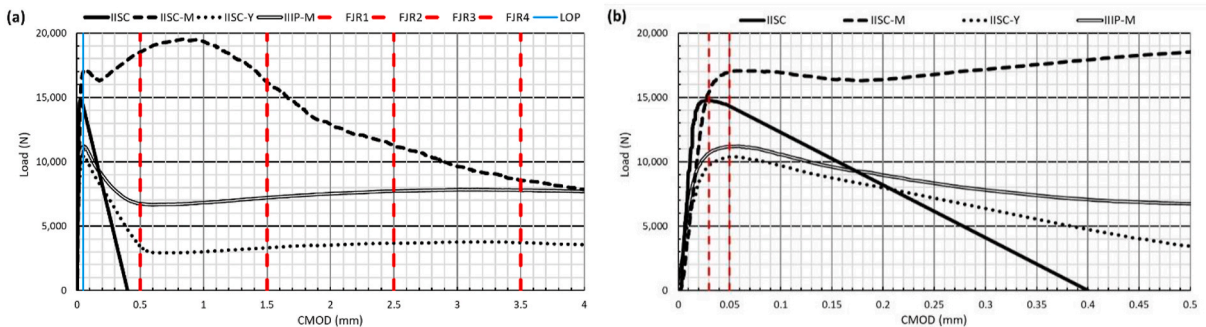 (a)
IISC IISC-M IISC-Y IIIP-M FJR1 FJR2 FJR3 FJR4 LOP
20,000
15,000
10,000
5,000
0
Load (N)
0 0.5 1 1.5 2 2.5 3 3.5 4
CMOD (mm)
(b)
IISC IISC-M IISC-Y IIIP-M
20,000
15,000
10,000
5,000
0
Load (N)
0 0.05 0.1 0.15 0.2 0.25 0.3 0.35 0.4 0.45 0.5
CMOD (mm)